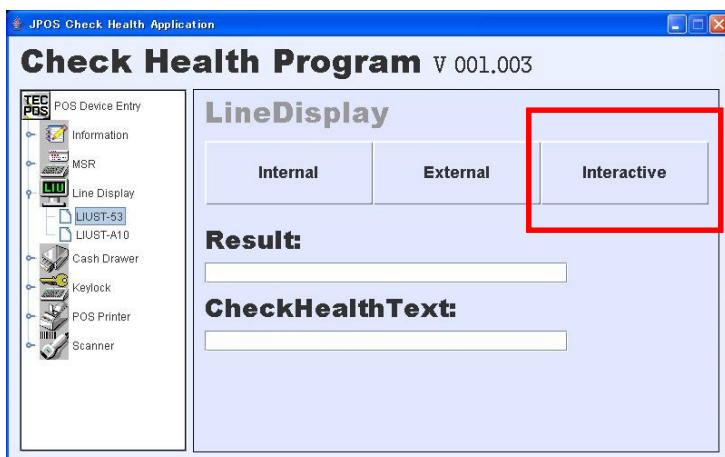 JPOS Check Health Application
Check Health Program V 001.003
TEC
POS
POS Device Entry
Information
MSR
LIU
Line Display
LIUST-53
LIUST-A10
Cash Drawer
Keylock
POS Printer
Scanner
LineDisplay
Internal
External
Interactive
Result:
CheckHealthText: